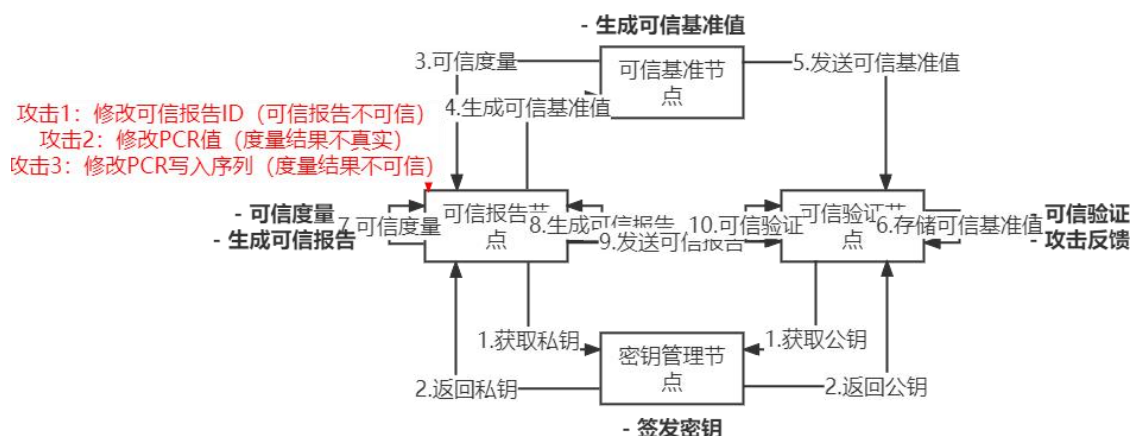 - 生成可信基准值
3.可信度量
可信基准节点
5.发送可信基准值
4.生成可信基准值
攻击1：修改可信报告ID（可信报告不可信）
攻击2：修改PCR值（度量结果不真实）
攻击3：修改PCR写入序列（度量结果不可信）
- 可信度量
- 生成可信报告
7.可信度量
可信报告节点
8.生成可信报告
9.发送可信报告
10.可信验证
可信验证节点
6.存储可信基准值
- 可信验证
- 攻击反馈
1.获取私钥
密钥管理节点
1.获取公钥
2.返回私钥
2.返回公钥
- 签发密钥